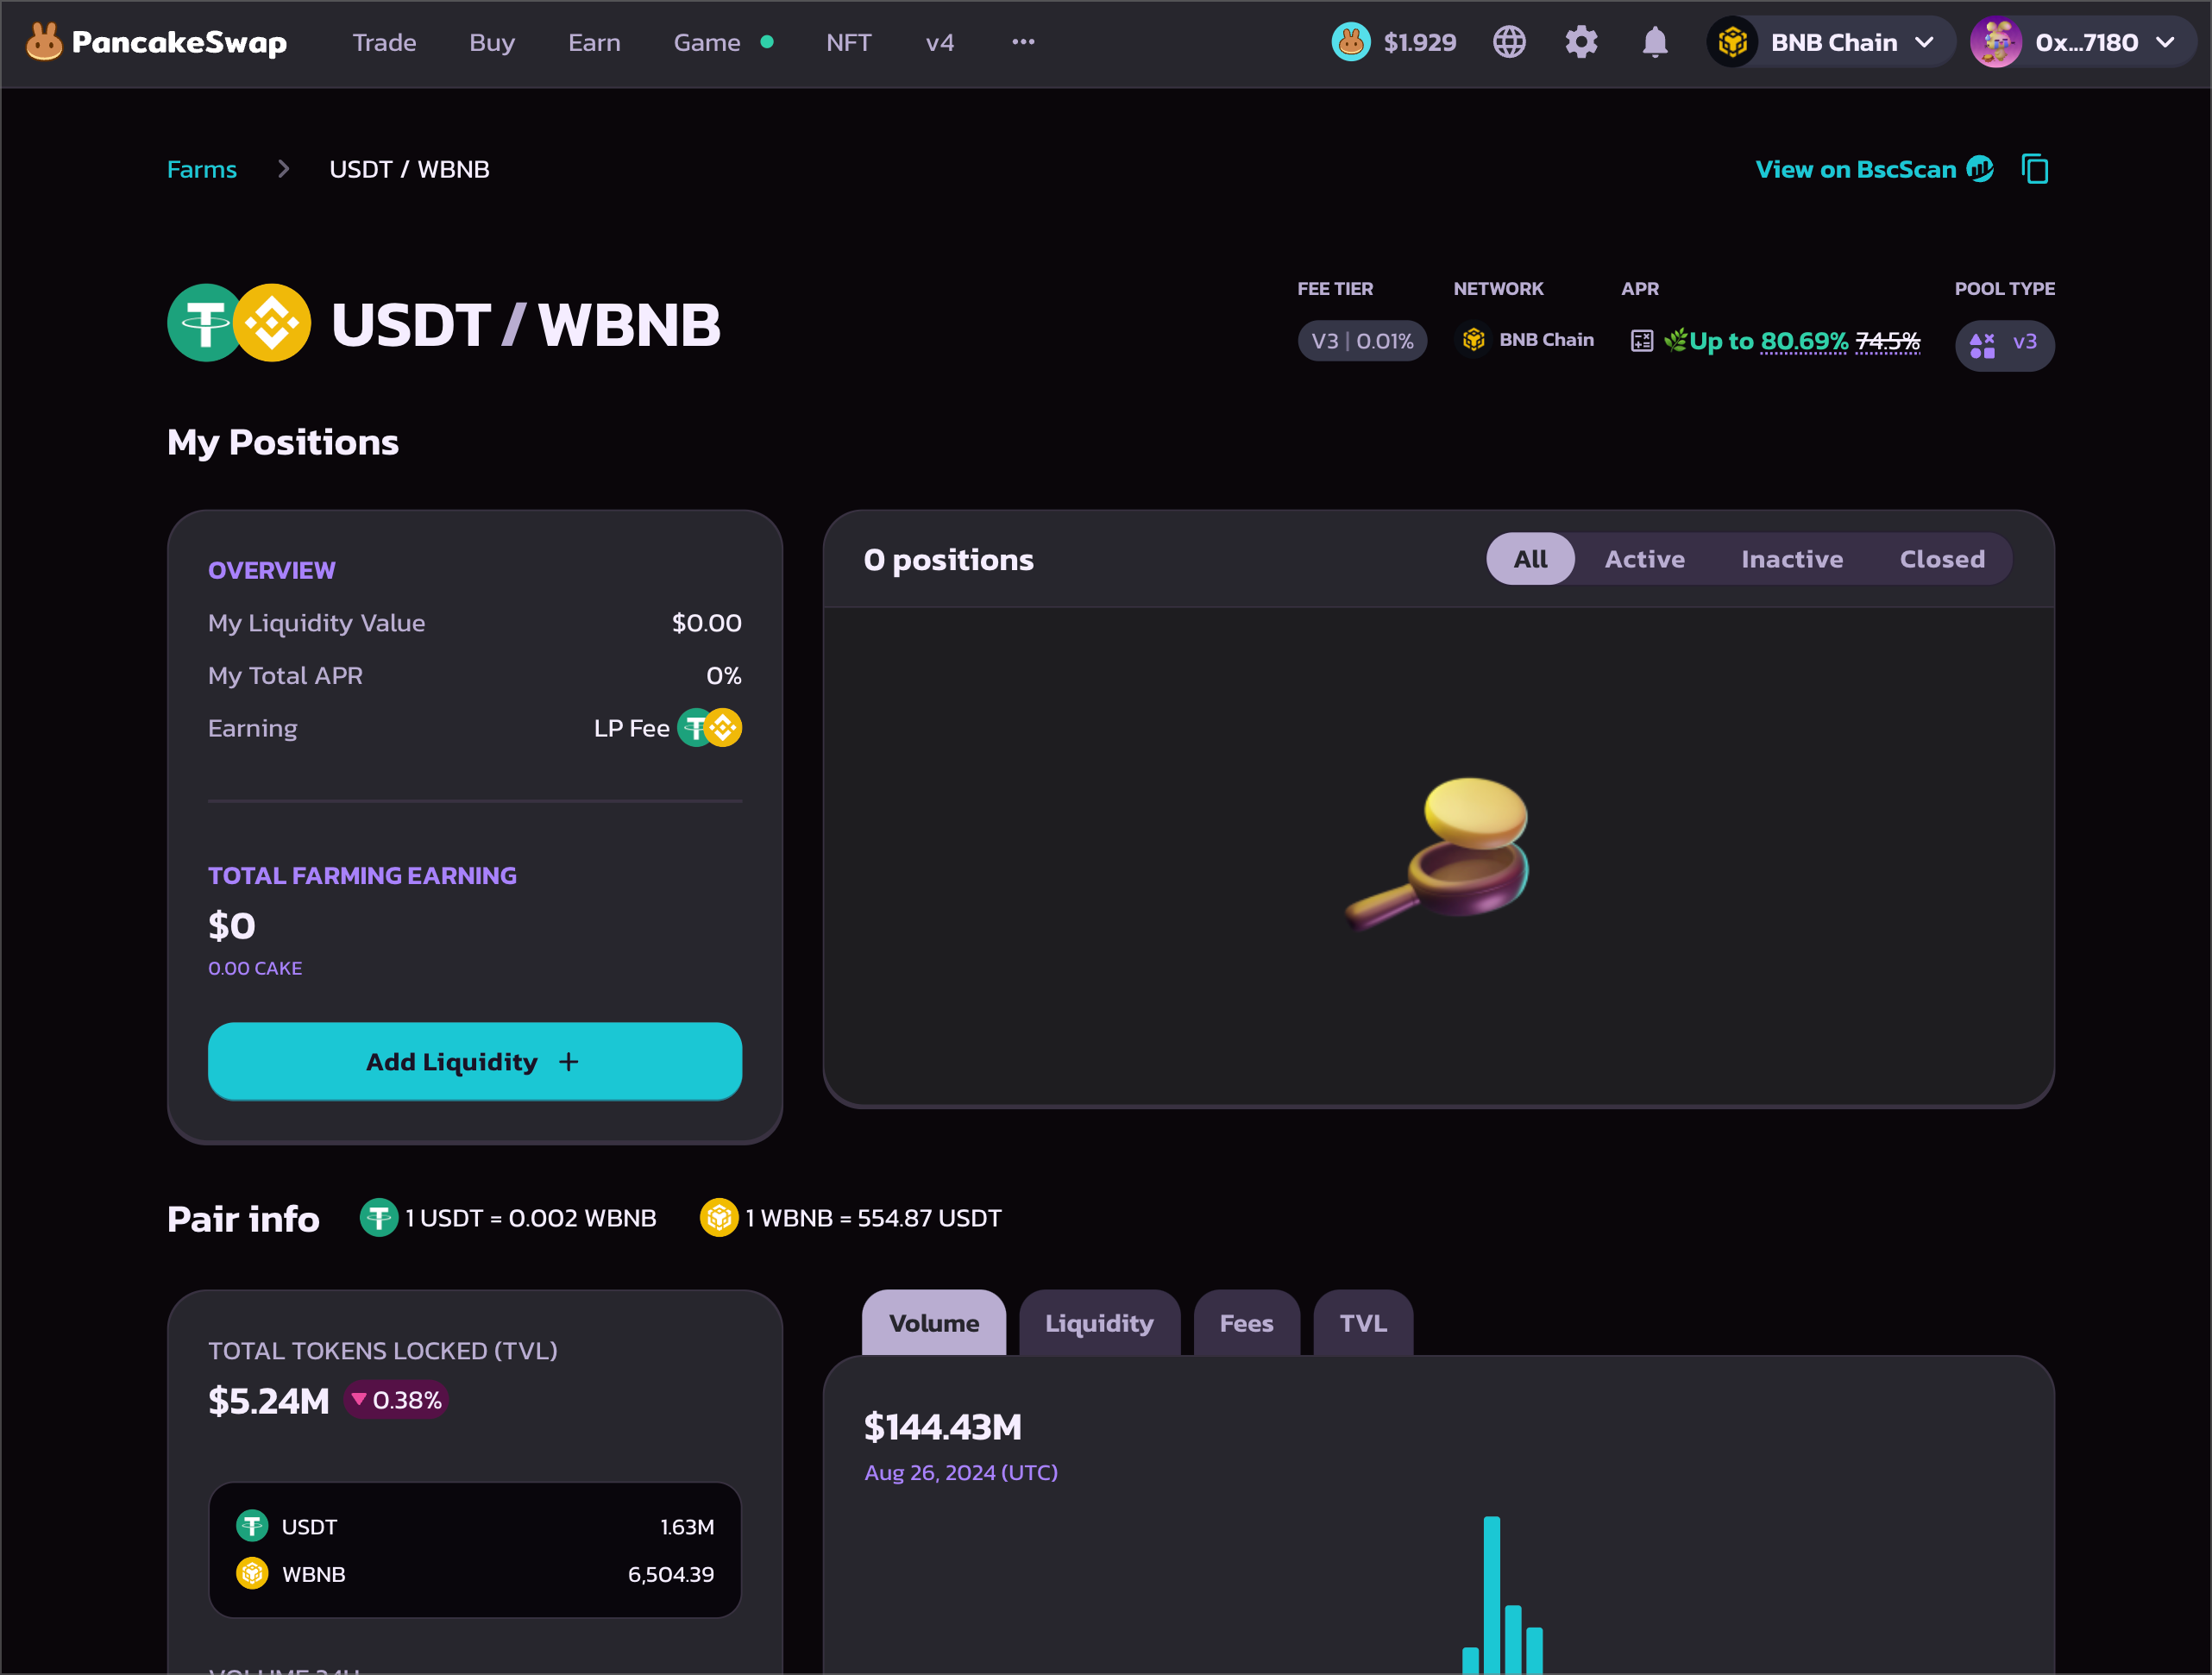 PancakeSwap Trade Buy Earn Game NFT v4 ••• $1.929 BNB Chain 0x...7180
Farms > USDT / WBNB View on BscScan
USDT / WBNB
FEE TIER NETWORK APR POOL TYPE
V3 | 0.01% BNB Chain Up to 80.69% 74.5% v3
My Positions
OVERVIEW
My Liquidity Value $0.00
My Total APR 0%
Earning LP Fee
TOTAL FARMING EARNING
$0
0.00 CAKE
Add Liquidity +
0 positions All Active Inactive Closed
Pair info 1 USDT = 0.002 WBNB 1 WBNB = 554.87 USDT
TOTAL TOKENS LOCKED (TVL)
$5.24M 0.38%
USDT 1.63M
WBNB 6,504.39
VOLUME 24H
Volume Liquidity Fees TVL
$144.43M
Aug 26, 2024 (UTC)